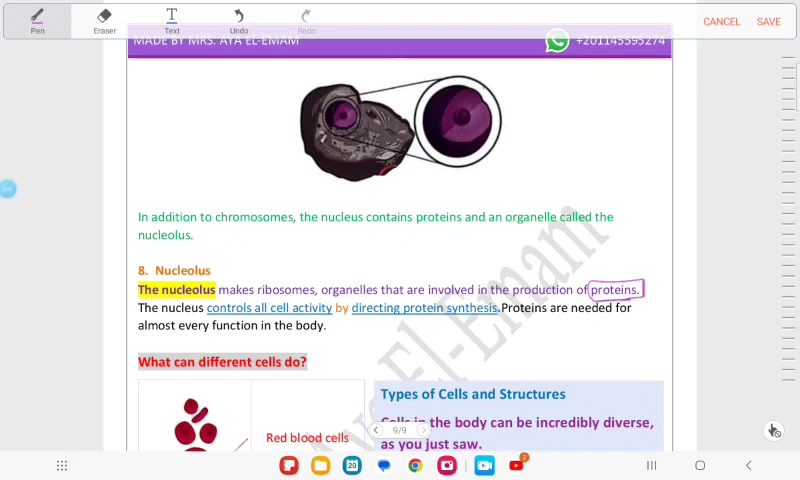 Pen
Eraser
Text
Undo
Redo
CANCEL
SAVE
MADE BY MRS. AYA EL-EMAM
+201145595274
In addition to chromosomes, the nucleus contains proteins and an organelle called the
nucleolus.
8. Nucleolus
The nucleolus makes ribosomes, organelles that are involved in the production of proteins.
The nucleus controls all cell activity by directing protein synthesis.Proteins are needed for
almost every function in the body.
What can different cells do?
Red blood cells
Types of Cells and Structures
Cells in the body can be incredibly diverse,
as you just saw.
9/9
20
2